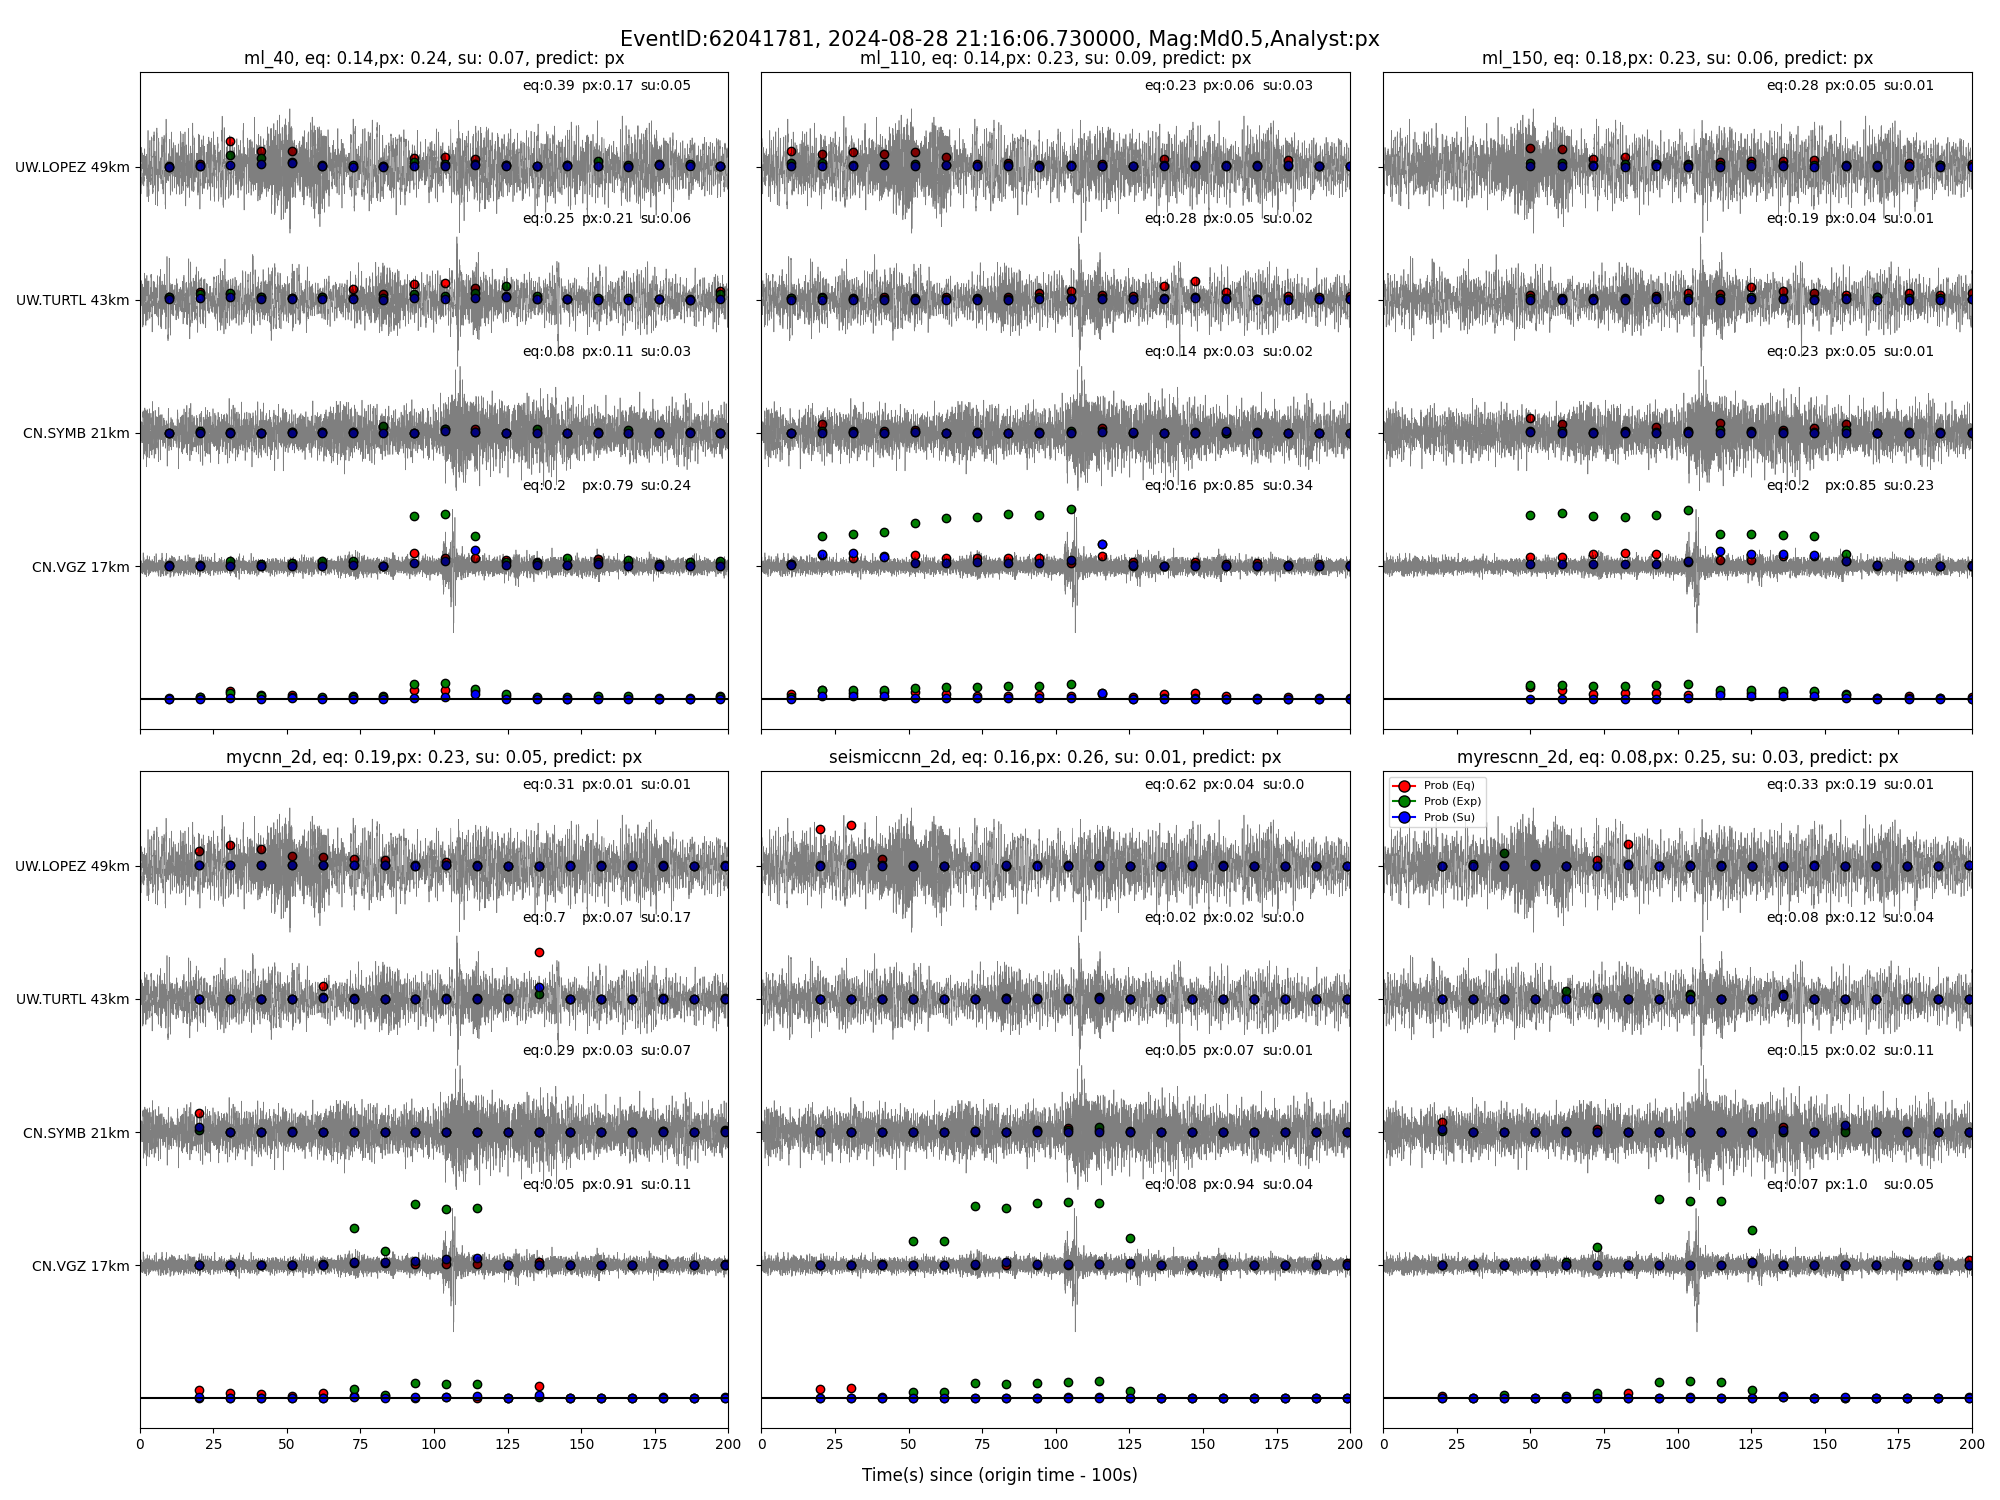 EventID:62041781, 2024-08-28 21:16:06.730000, Mag:Md0.5,Analyst:px
ml_40, eq: 0.14,px: 0.24, su: 0.07, predict: px
eq:0.39 px:0.17 su:0.05
UW.LOPEZ 49km
eq:0.25 px:0.21 su:0.06
UW.TURTL 43km
eq:0.08 px:0.11 su:0.03
CN.SYMB 21km
eq:0.2 px:0.79 su:0.24
CN.VGZ 17km
ml_110, eq: 0.14,px: 0.23, su: 0.09, predict: px
eq:0.23 px:0.06 su:0.03
eq:0.28 px:0.05 su:0.02
eq:0.14 px:0.03 su:0.02
eq:0.16 px:0.85 su:0.34
ml_150, eq: 0.18,px: 0.23, su: 0.06, predict: px
eq:0.28 px:0.05 su:0.01
eq:0.19 px:0.04 su:0.01
eq:0.23 px:0.05 su:0.01
eq:0.2 px:0.85 su:0.23
mycnn_2d, eq: 0.19,px: 0.23, su: 0.05, predict: px
eq:0.31 px:0.01 su:0.01
UW.LOPEZ 49km
eq:0.7 px:0.07 su:0.17
UW.TURTL 43km
eq:0.29 px:0.03 su:0.07
CN.SYMB 21km
eq:0.05 px:0.91 su:0.11
CN.VGZ 17km
0 25 50 75 100 125 150 175 200
seismiccnn_2d, eq: 0.16,px: 0.26, su: 0.01, predict: px
eq:0.62 px:0.04 su:0.0
eq:0.02 px:0.02 su:0.0
eq:0.05 px:0.07 su:0.01
eq:0.08 px:0.94 su:0.04
0 25 50 75 100 125 150 175 200
myrescnn_2d, eq: 0.08,px: 0.25, su: 0.03, predict: px
Prob (Eq)
Prob (Exp)
Prob (Su)
eq:0.33 px:0.19 su:0.01
eq:0.08 px:0.12 su:0.04
eq:0.15 px:0.02 su:0.11
eq:0.07 px:1.0 su:0.05
0 25 50 75 100 125 150 175 200
Time(s) since (origin time - 100s)